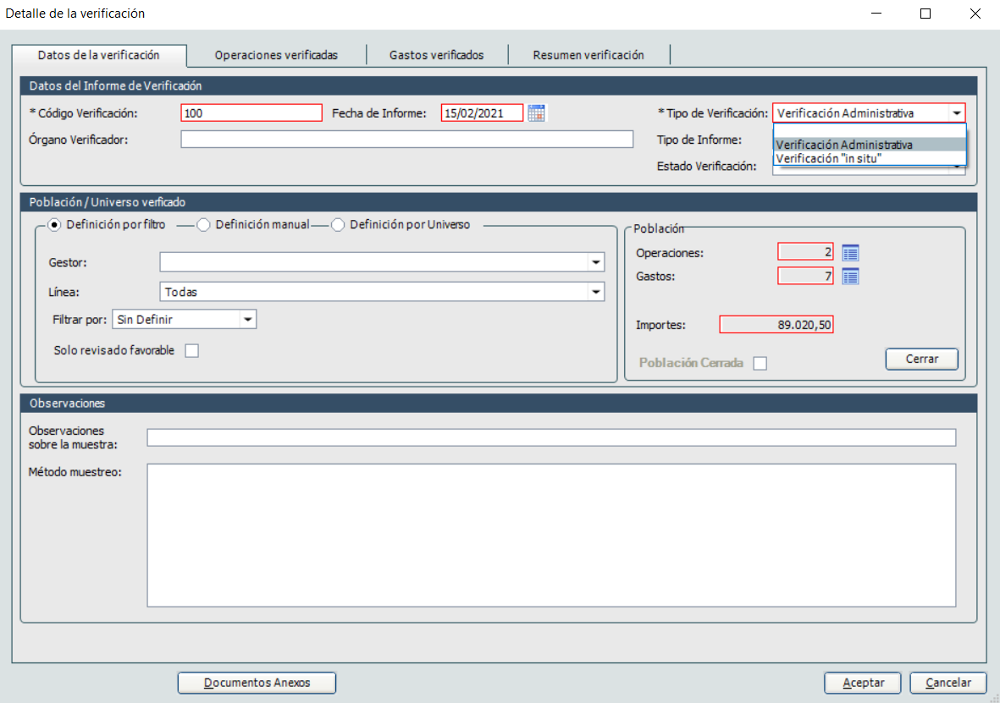 Detalle de la verificación
Datos de la verificación Operaciones verificadas Gastos verificados Resumen verificación
Datos del Informe de Verificación
* Código Verificación: 100 Fecha de Informe: 15/02/2021 * Tipo de Verificación: Verificación Administrativa
Órgano Verificador: Tipo de Informe:
Verificación Administrativa
Verificación "in situ"
Estado Verificación:
Población / Universo verficado
Definición por filtro Definición manual Definición por Universo
Gestor:
Línea: Todas
Filtrar por: Sin Definir
Solo revisado favorable
Población
Operaciones: 2
Gastos: 7
Importes: 89.020,50
Población Cerrada Cerrar
Observaciones
Observaciones
sobre la muestra:
Método muestreo:
Documentos Anexos Aceptar Cancelar